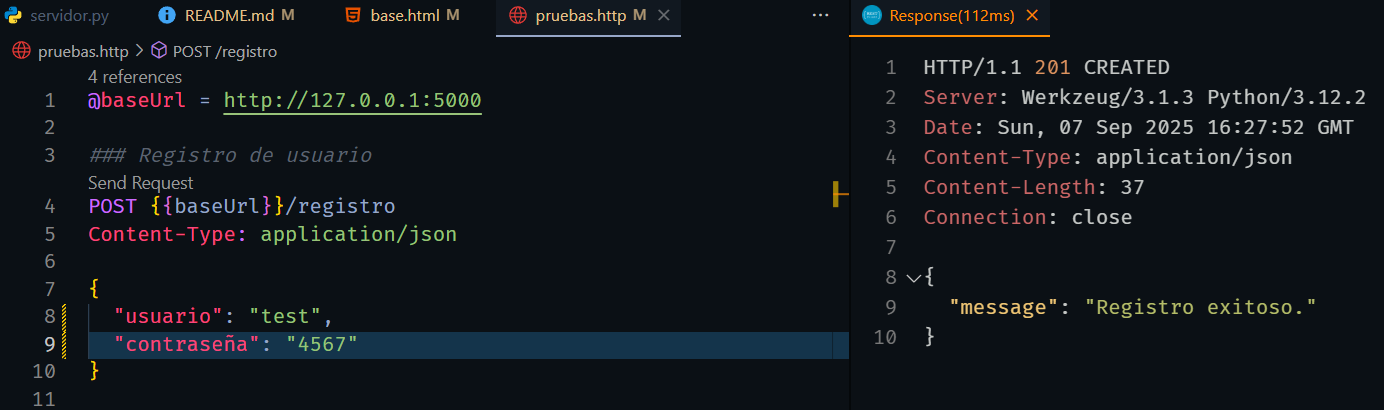 servidor.py README.md M base.html M pruebas.http M ··· Response(112ms)
pruebas.http > POST /registro
4 references
1 @baseUrl = http://127.0.0.1:5000
2
3 ### Registro de usuario
Send Request
4 POST {{baseUrl}}/registro
5 Content-Type: application/json
6
7 {
8 "usuario": "test",
9 "contraseña": "4567"
10 }
11
1 HTTP/1.1 201 CREATED
2 Server: Werkzeug/3.1.3 Python/3.12.2
3 Date: Sun, 07 Sep 2025 16:27:52 GMT
4 Content-Type: application/json
5 Content-Length: 37
6 Connection: close
7
8 {
9 "message": "Registro exitoso."
10 }